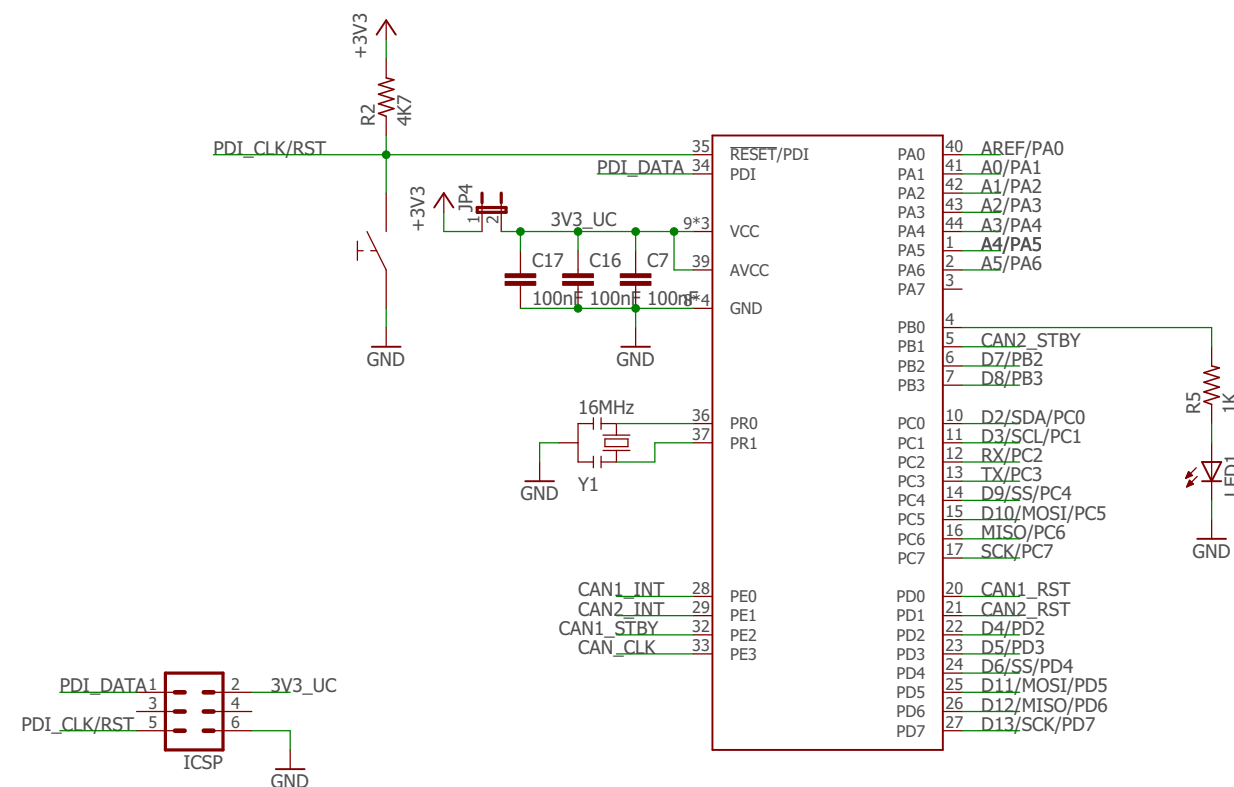 +3V3
R2
4K7
PDI_CLK/RST
35
RESET/PDI
PDI_DATA
34
PDI
+3V3
JP4
1
2
3V3_UC
9*3
VCC
C17
C16
C7
39
AVCC
100nF
100nF
100nF
8*4
GND
GND
GND
16MHz
36
PR0
37
PR1
GND
Y1
CAN1_INT
28
PE0
CAN2_INT
29
PE1
CAN1_STBY
32
PE2
CAN_CLK
33
PE3
PA0
40
AREF/PA0
PA1
41
A0/PA1
PA2
42
A1/PA2
PA3
43
A2/PA3
PA4
44
A3/PA4
PA5
1
A4/PA5
PA6
2
A5/PA6
PA7
3
PB0
4
PB1
5
CAN2_STBY
PB2
6
D7/PB2
PB3
7
D8/PB3
R5
1K
PC0
10
D2/SDA/PC0
PC1
11
D3/SCL/PC1
PC2
12
RX/PC2
PC3
13
TX/PC3
PC4
14
D9/SS/PC4
PC5
15
D10/MOSI/PC5
PC6
16
MISO/PC6
PC7
17
SCK/PC7
LED1
GND
PD0
20
CAN1_RST
PD1
21
CAN2_RST
PD2
22
D4/PD2
PD3
23
D5/PD3
PD4
24
D6/SS/PD4
PD5
25
D11/MOSI/PD5
PD6
26
D12/MISO/PD6
PD7
27
D13/SCK/PD7
PDI_DATA
1
2
3V3_UC
3
4
PDI_CLK/RST
5
6
ICSP
GND